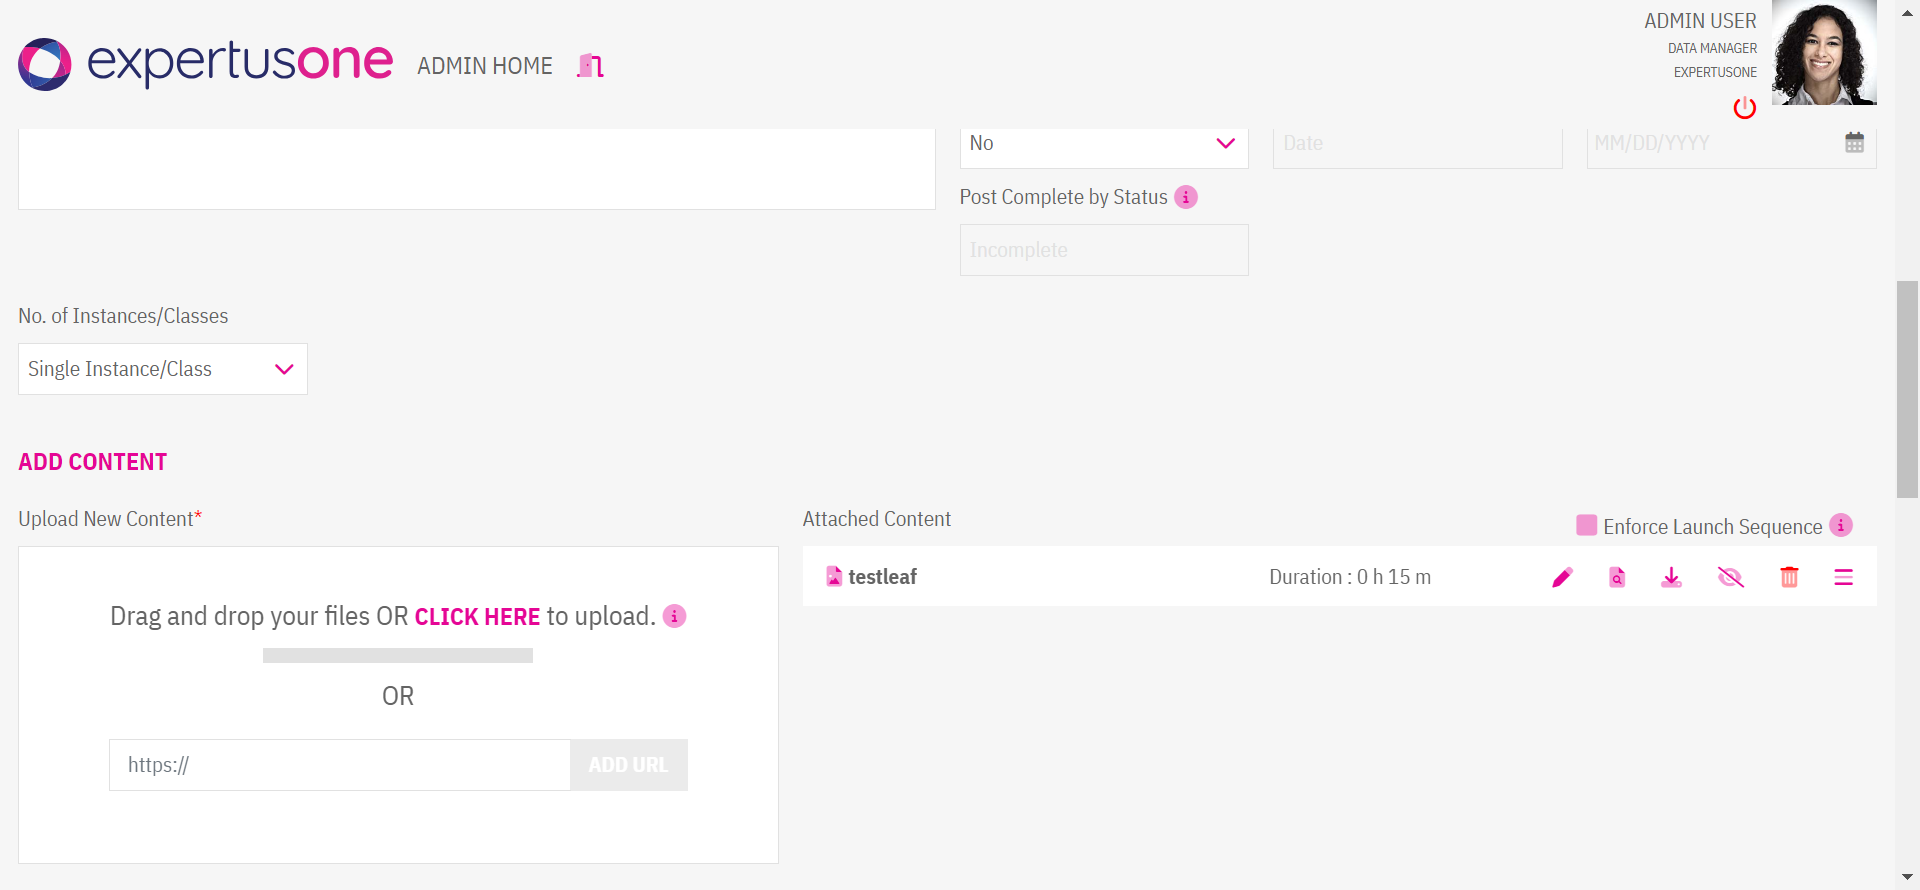 expertusone
ADMIN HOME
ADMIN USER
DATA MANAGER
EXPERTUSONE
No
Date
MM/DD/YYYY
Post Complete by Status
Incomplete
No. of Instances/Classes
Single Instance/Class
ADD CONTENT
Upload New Content*
Attached Content
Enforce Launch Sequence
testleaf
Duration : 0 h 15 m
Drag and drop your files OR CLICK HERE to upload.
OR
https://
ADD URL